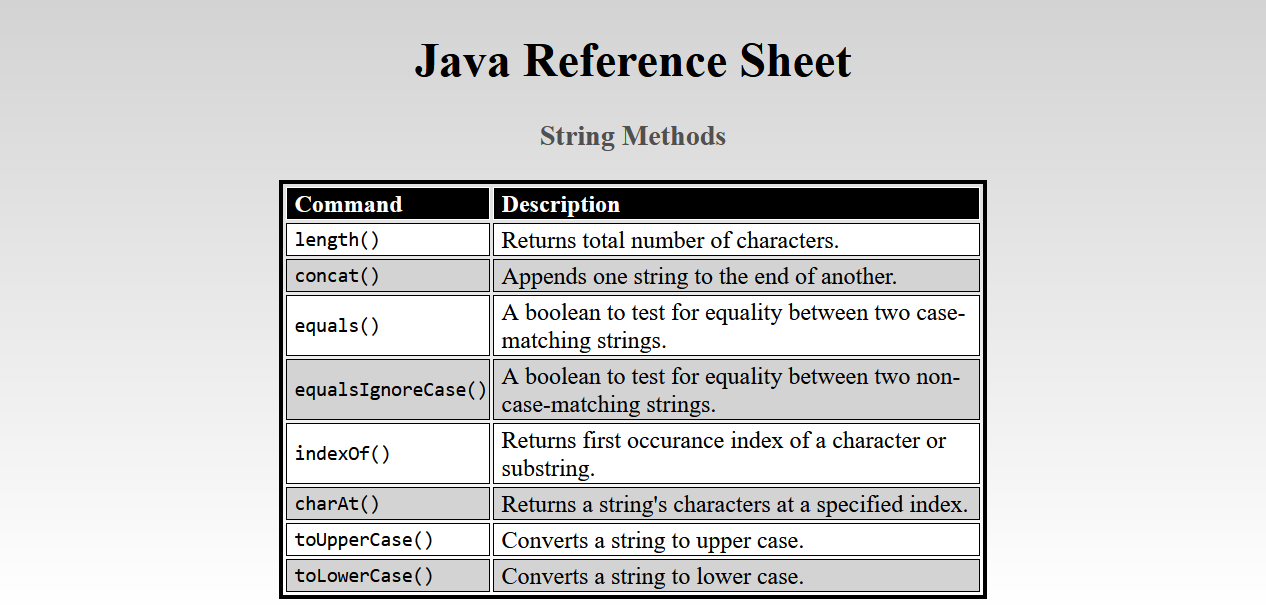 Java Reference Sheet
String Methods
Command Description
length() Returns total number of characters.
concat() Appends one string to the end of another.
equals() A boolean to test for equality between two case-
matching strings.
equalsIgnoreCase() A boolean to test for equality between two non-
case-matching strings.
indexOf() Returns first occurance index of a character or
substring.
charAt() Returns a string's characters at a specified index.
toUpperCase() Converts a string to upper case.
toLowerCase() Converts a string to lower case.